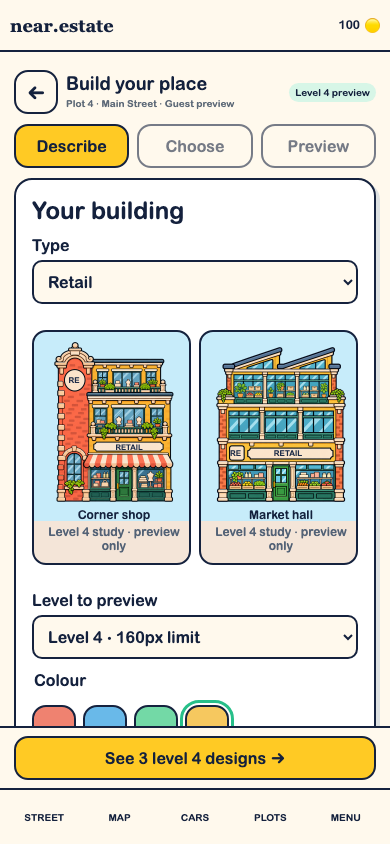 near.estate
100
Build your place
Plot 4 · Main Street · Guest preview
Level 4 preview
Describe
Choose
Preview
Your building
Type
Retail
RE
RETAIL
Corner shop
Level 4 study · preview
only
RE
RETAIL
Market hall
Level 4 study · preview
only
Level to preview
Level 4 · 160px limit
Colour
See 3 level 4 designs →
STREET
MAP
CARS
PLOTS
MENU